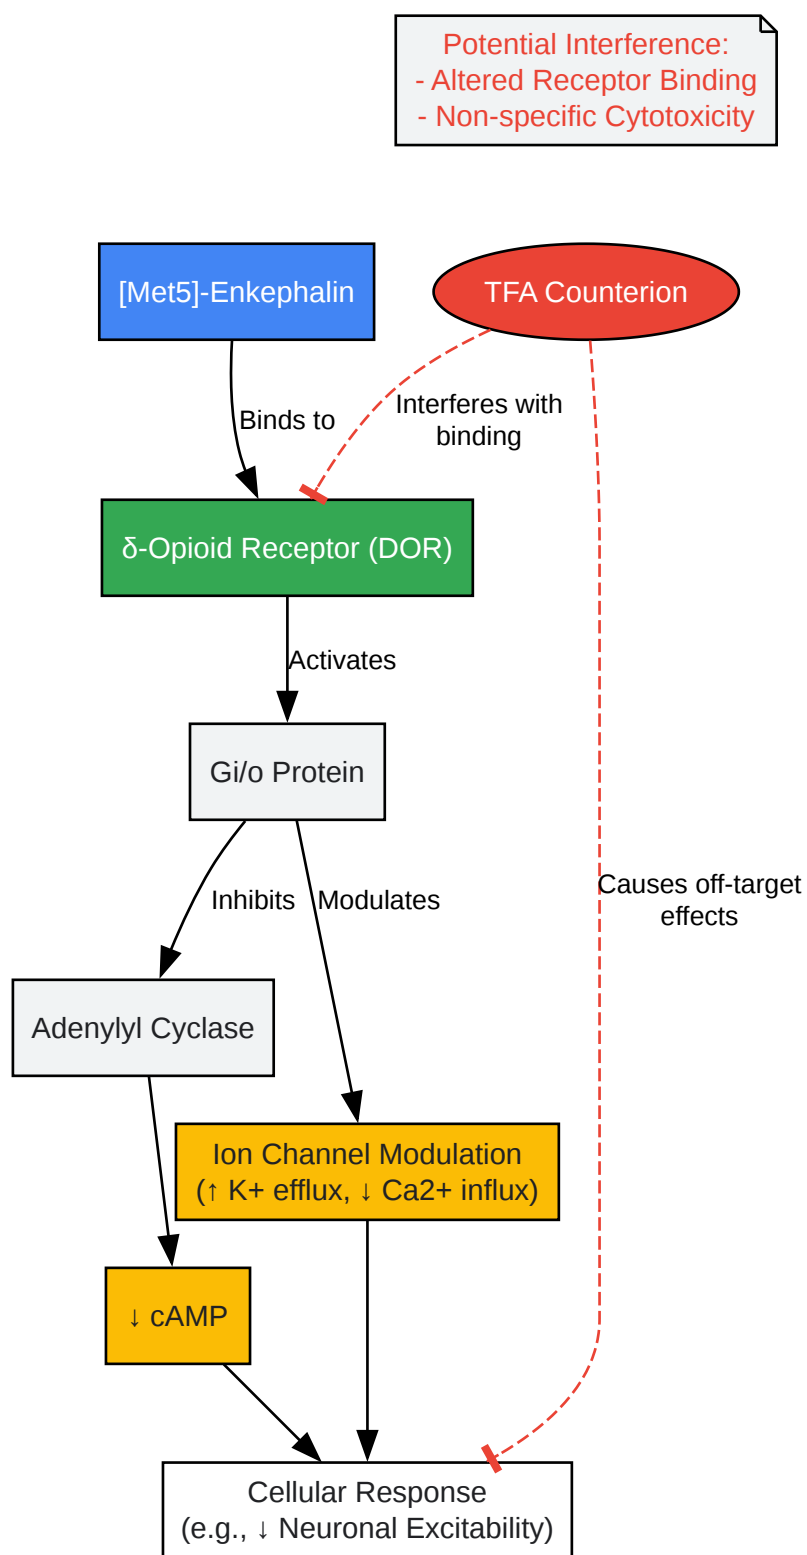 Potential Interference:
- Altered Receptor Binding
- Non-specific Cytotoxicity
[Met5]-Enkephalin
TFA Counterion
Binds to
Interferes with
binding
δ-Opioid Receptor (DOR)
Activates
Gi/o Protein
Inhibits
Modulates
Causes off-target
effects
Adenylyl Cyclase
Ion Channel Modulation
(↑ K+ efflux, ↓ Ca2+ influx)
↓ cAMP
Cellular Response
(e.g., ↓ Neuronal Excitability)